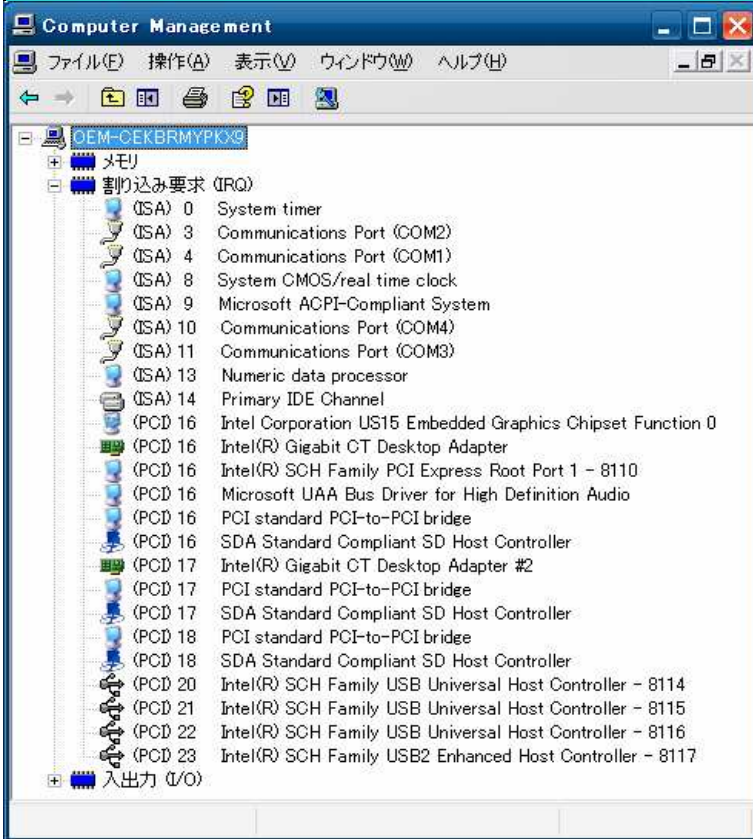 Computer Management
ファイル(F) 操作(A) 表示(V) ウィンドウ(W) ヘルプ(H)
OEM-CEKBRMYPKX9
メモリ
割り込み要求 (IRQ)
(ISA) 0 System timer
(ISA) 3 Communications Port (COM2)
(ISA) 4 Communications Port (COM1)
(ISA) 8 System CMOS/real time clock
(ISA) 9 Microsoft ACPI-Compliant System
(ISA) 10 Communications Port (COM4)
(ISA) 11 Communications Port (COM3)
(ISA) 13 Numeric data processor
(ISA) 14 Primary IDE Channel
(PCI) 16 Intel Corporation US15 Embedded Graphics Chipset Function 0
(PCI) 16 Intel(R) Gigabit CT Desktop Adapter
(PCI) 16 Intel(R) SCH Family PCI Express Root Port 1 - 8110
(PCI) 16 Microsoft UAA Bus Driver for High Definition Audio
(PCI) 16 PCI standard PCI-to-PCI bridge
(PCI) 16 SDA Standard Compliant SD Host Controller
(PCI) 17 Intel(R) Gigabit CT Desktop Adapter #2
(PCI) 17 PCI standard PCI-to-PCI bridge
(PCI) 17 SDA Standard Compliant SD Host Controller
(PCI) 18 PCI standard PCI-to-PCI bridge
(PCI) 18 SDA Standard Compliant SD Host Controller
(PCI) 20 Intel(R) SCH Family USB Universal Host Controller - 8114
(PCI) 21 Intel(R) SCH Family USB Universal Host Controller - 8115
(PCI) 22 Intel(R) SCH Family USB Universal Host Controller - 8116
(PCI) 23 Intel(R) SCH Family USB2 Enhanced Host Controller - 8117
入出力 (I/O)